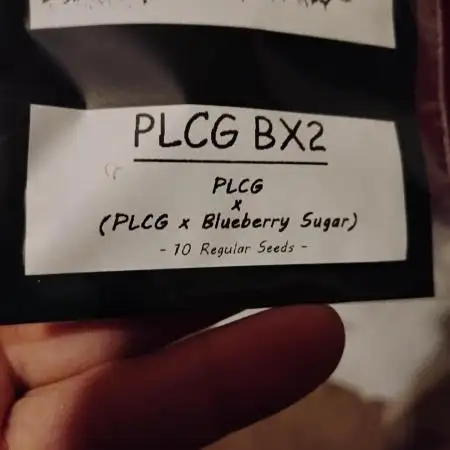 PLCG BX2
PLCG
x
(PLCG x Blueberry Sugar)
- 10 Regular Seeds -